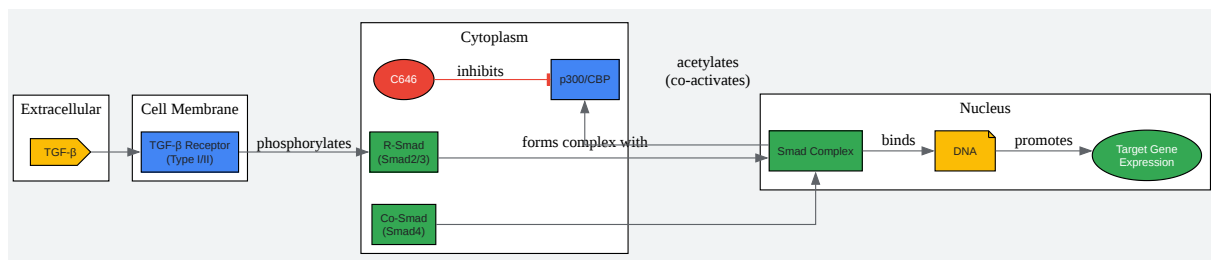 Extracellular
TGF-β
Cell Membrane
TGF-β Receptor
(Type I/II)
phosphorylates
Cytoplasm
C646
inhibits
p300/CBP
R-Smad
(Smad2/3)
forms complex with
Co-Smad
(Smad4)
acetylates
(co-activates)
Nucleus
Smad Complex
binds
DNA
promotes
Target Gene
Expression